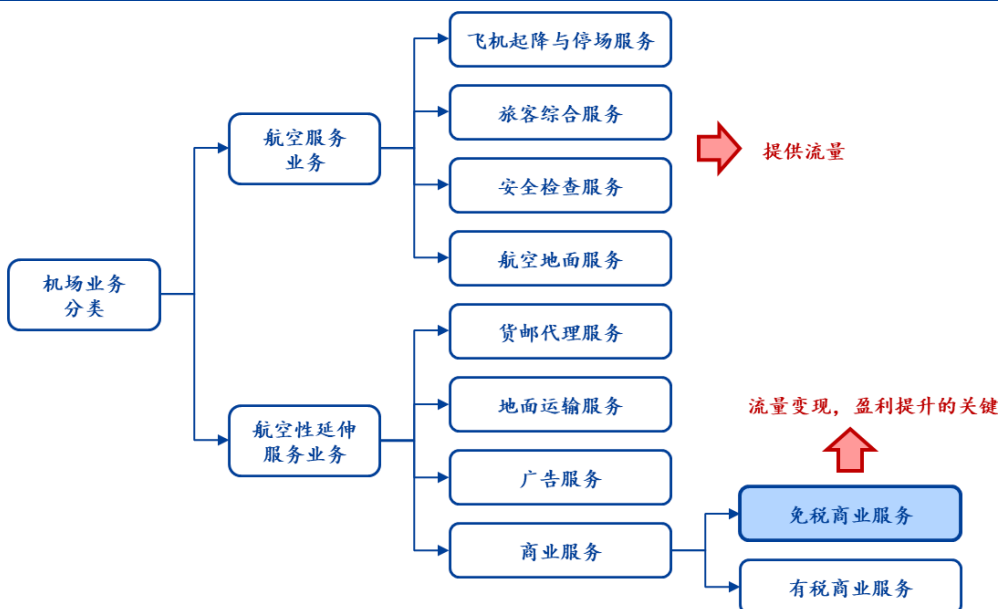 飞机起降与停场服务
旅客综合服务
航空服务
业务
提供流量
安全检查服务
航空地面服务
机场业务
分类
货邮代理服务
地面运输服务
流量变现，盈利提升的关键
航空性延伸
服务业务
广告服务
免税商业服务
商业服务
有税商业服务